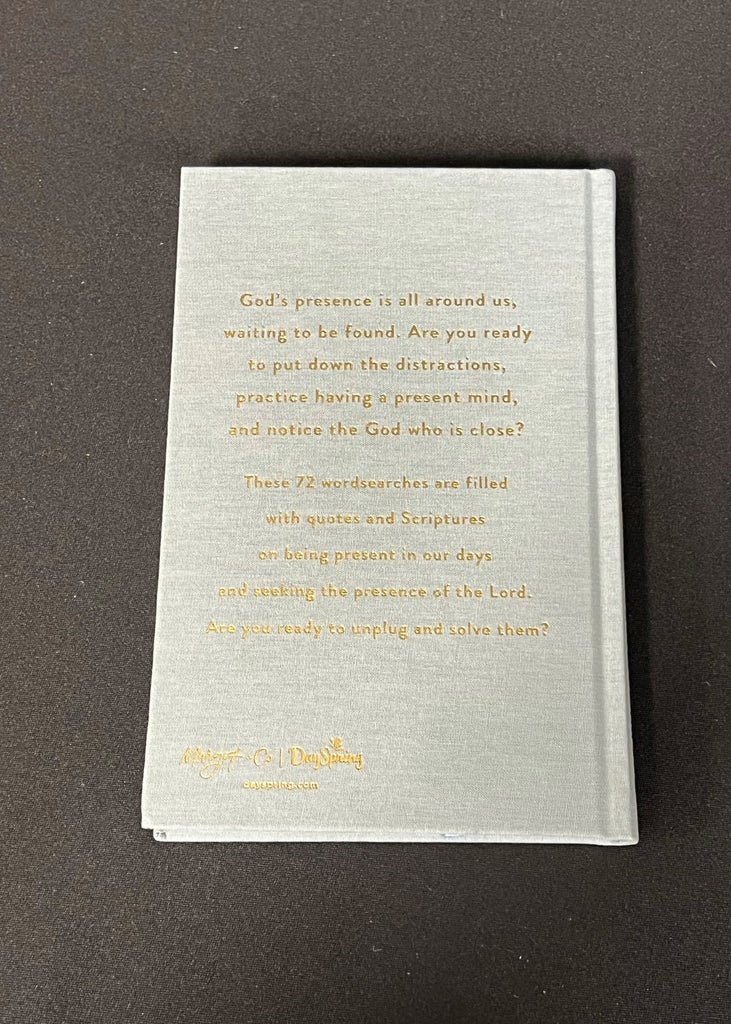 God's presence is all around us,
waiting to be found. Are you ready
to put down the distractions,
practice having a present mind,
and notice the God who is close?
These 72 wordsearches are filled
with quotes and Scriptures
on being present in our days
and seeking the presence of the Lord.
Are you ready to unplug and solve them?
& Co | DaySpring
dayspring.com